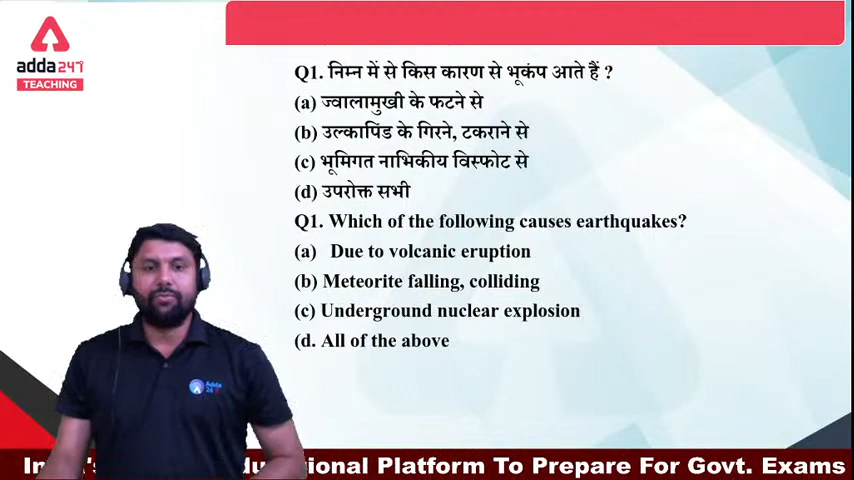 adda247
TEACHING
Q1. निम्न में से किस कारण से भूकंप आते हैं ?
(a) ज्वालामुखी के फटने से
(b) उल्कापिंड के गिरने, टकराने से
(c) भूमिगत नाभिकीय विस्फोट से
(d) उपरोक्त सभी
Q1. Which of the following causes earthquakes?
(a) Due to volcanic eruption
(b) Meteorite falling, colliding
(c) Underground nuclear explosion
(d. All of the above
Adda
247
Platform To Prepare For Govt. Exams